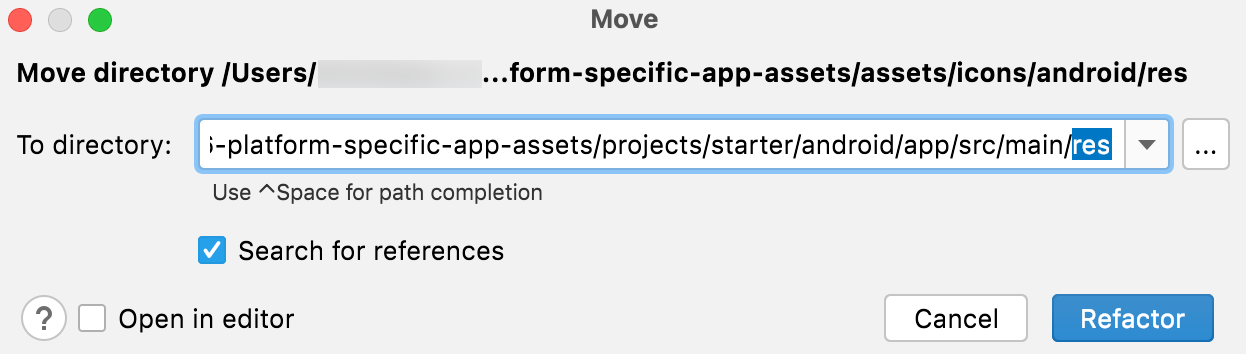 Move
Move directory /Users/ ...form-specific-app-assets/assets/icons/android/res
To directory: -platform-specific-app-assets/projects/starter/android/app/src/main/res ...
Use ^Space for path completion
Search for references
? Open in editor Cancel Refactor